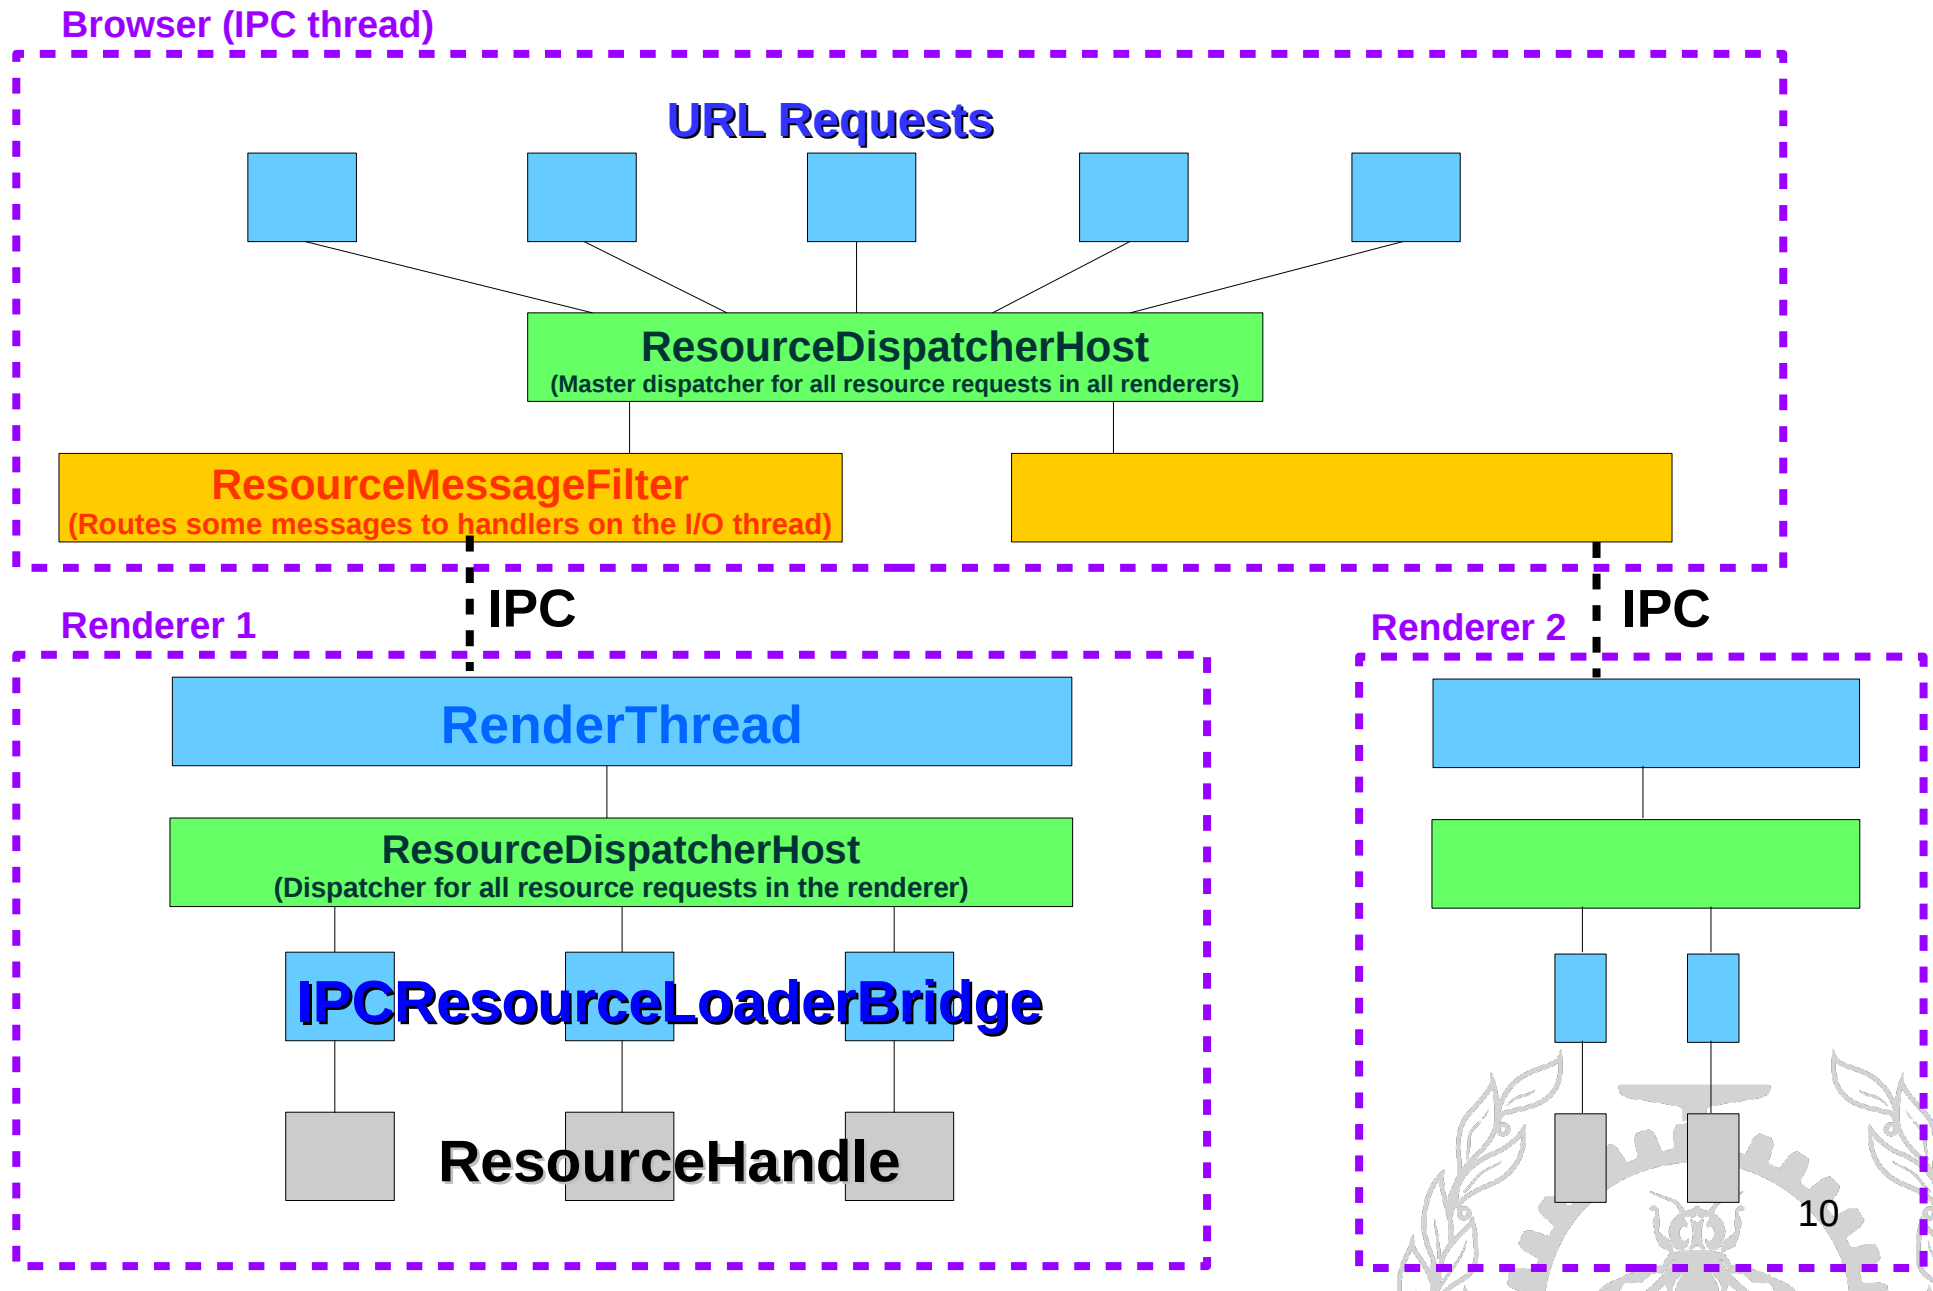 Browser (IPC thread)
URL Requests
ResourceDispatcherHost
(Master dispatcher for all resource requests in all renderers)
ResourceMessageFilter
(Routes some messages to handlers on the I/O thread)
IPC
IPC
Renderer 1
Renderer 2
RenderThread
ResourceDispatcherHost
(Dispatcher for all resource requests in the renderer)
IPCResourceLoaderBridge
ResourceHandle
10